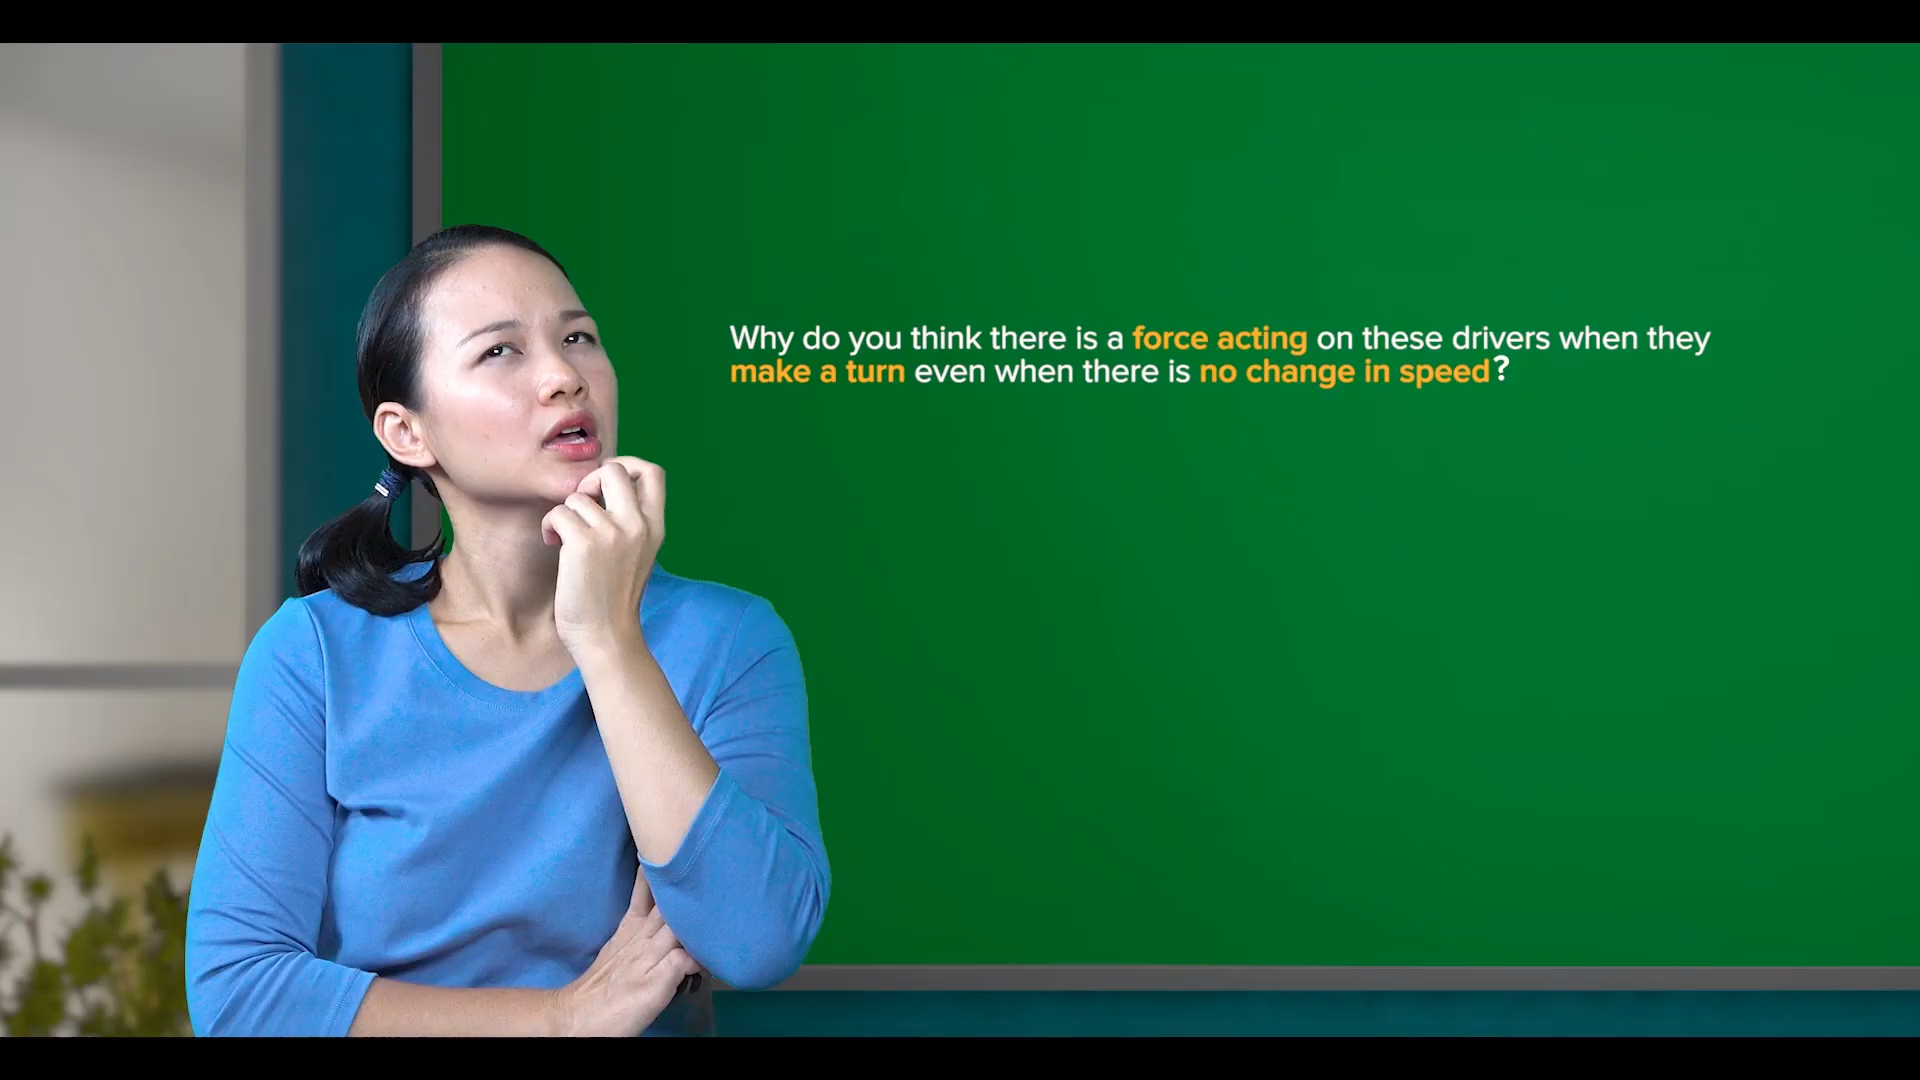 Why do you think there is a force acting on these drivers when they
make a turn even when there is no change in speed?